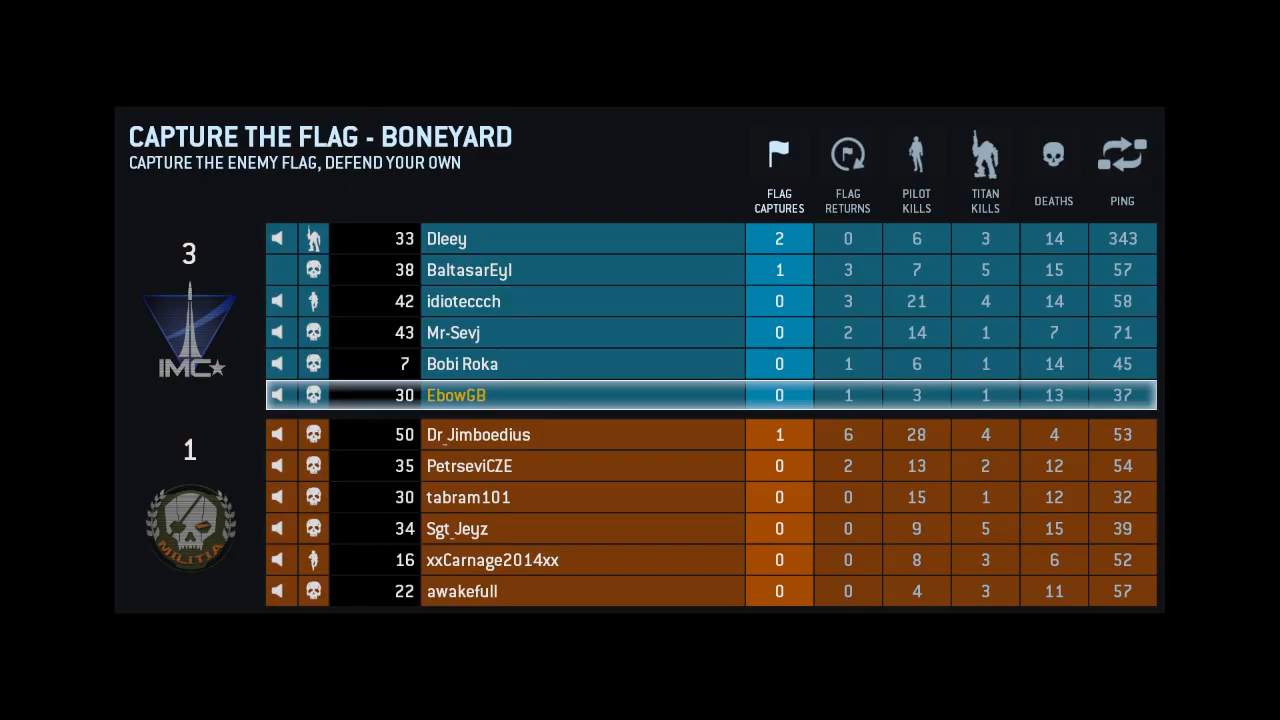 CAPTURE THE FLAG - BONEYARD
CAPTURE THE ENEMY FLAG, DEFEND YOUR OWN
FLAG CAPTURES FLAG RETURNS PILOT KILLS TITAN KILLS DEATHS PING
3
IMC
33 Dleey 2 0 6 3 14 343
38 BaltasarEyl 1 3 7 5 15 57
42 idioteccch 0 3 21 4 14 58
43 Mr-Sevj 0 2 14 1 7 71
7 Bobi Roka 0 1 6 1 14 45
30 EbowGB 0 1 3 1 13 37
1
MILITIA
50 Dr_Jimboedius 1 6 28 4 4 53
35 PetrseviCZE 0 2 13 2 12 54
30 tabram101 0 0 15 1 12 32
34 Sgt_Jeyz 0 0 9 5 15 39
16 xxCarnage2014xx 0 0 8 3 6 52
22 awakefull 0 0 4 3 11 57